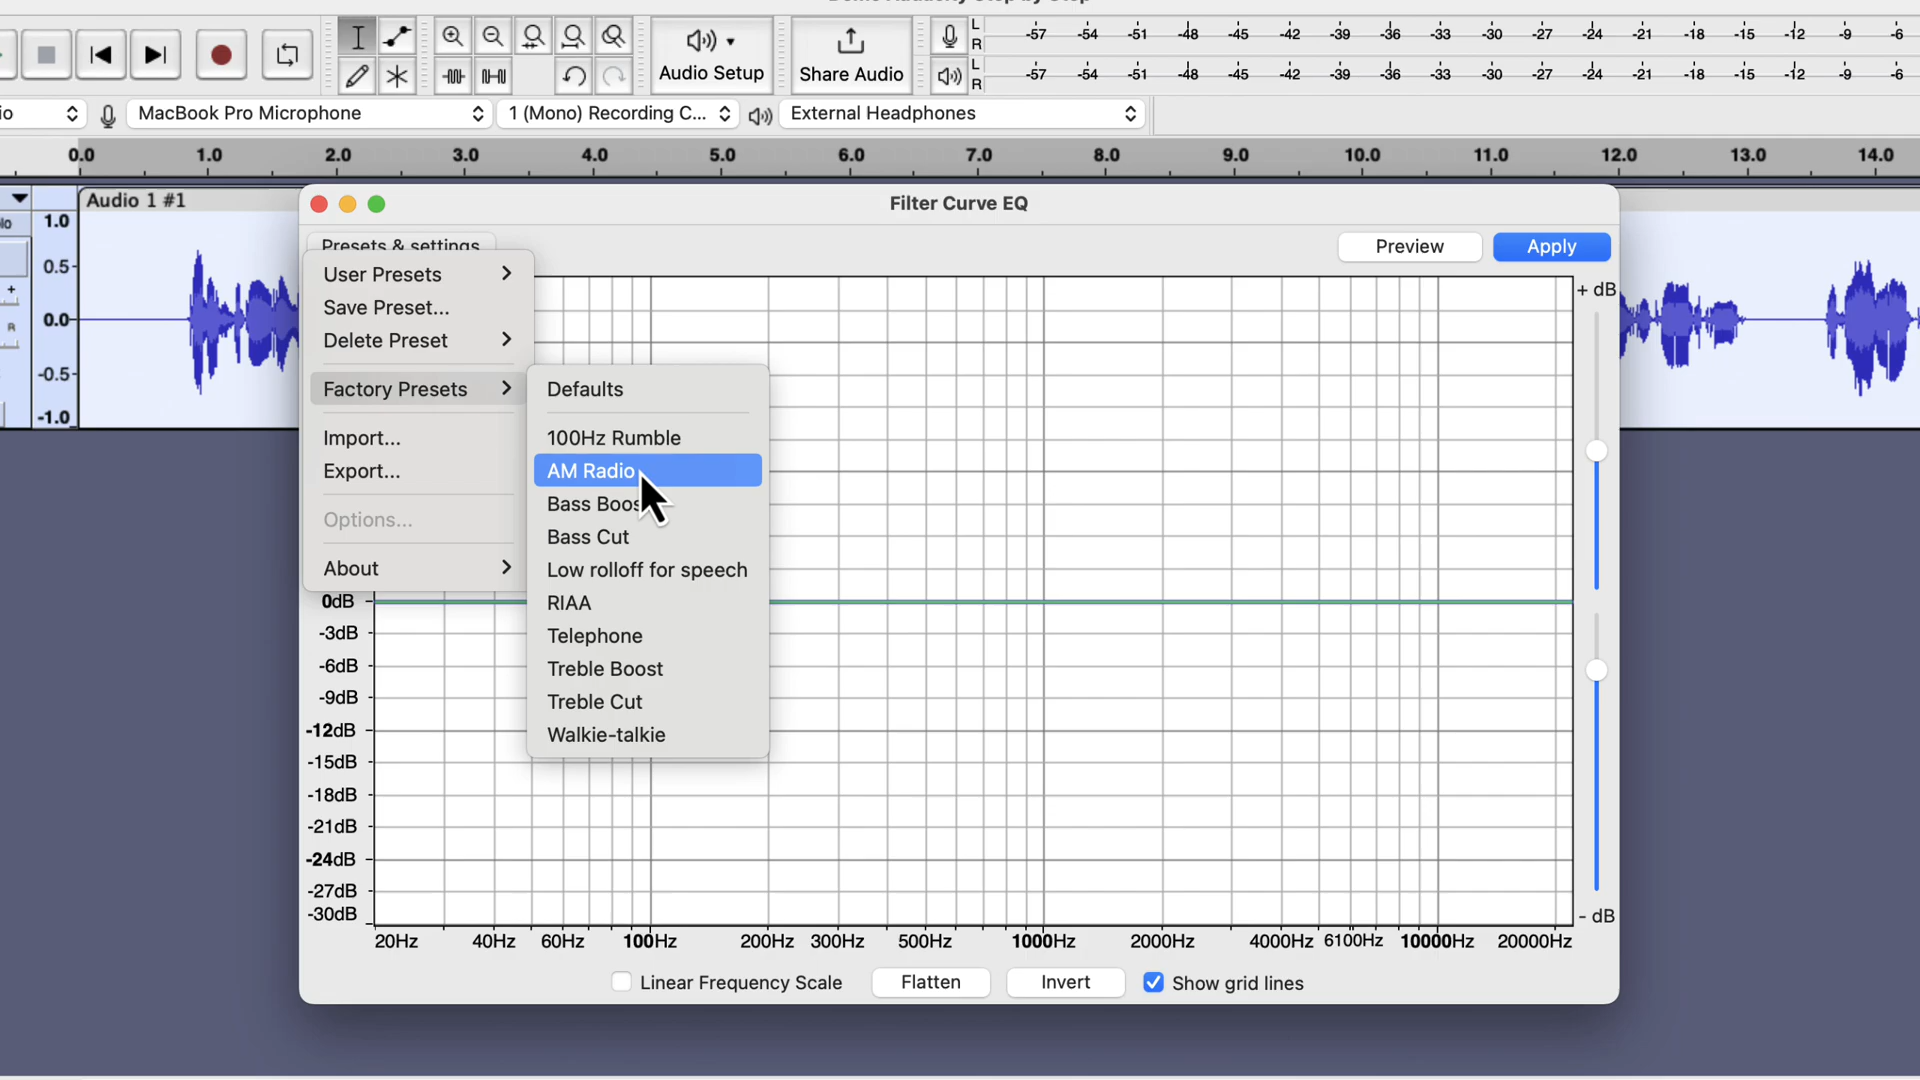 L
R
-57 -54 -51 -48 -45 -42 -39 -36 -33 -30 -27 -24 -21 -18 -15 -12 -9 -6
Audio Setup
Share Audio
L
R
-57 -54 -51 -48 -45 -42 -39 -36 -33 -30 -27 -24 -21 -18 -15 -12 -9 -6
io
MacBook Pro Microphone
1 (Mono) Recording C...
External Headphones
0.0 1.0 2.0 3.0 4.0 5.0 6.0 7.0 8.0 9.0 10.0 11.0 12.0 13.0 14.0
Audio 1 #1
1.0
0.5
0.0
-0.5
-1.0
R
Filter Curve EQ
Presets & settings
Preview
Apply
User Presets
Save Preset...
Delete Preset
Factory Presets
Import...
Export...
Options...
About
Defaults
100Hz Rumble
AM Radio
Bass Boos
Bass Cut
Low rolloff for speech
RIAA
Telephone
Treble Boost
Treble Cut
Walkie-talkie
+ dB
0dB
-3dB
-6dB
-9dB
-12dB
-15dB
-18dB
-21dB
-24dB
-27dB
-30dB
- dB
20Hz 40Hz 60Hz 100Hz 200Hz 300Hz 500Hz 1000Hz 2000Hz 4000Hz 6100Hz 10000Hz 20000Hz
Linear Frequency Scale
Flatten
Invert
Show grid lines